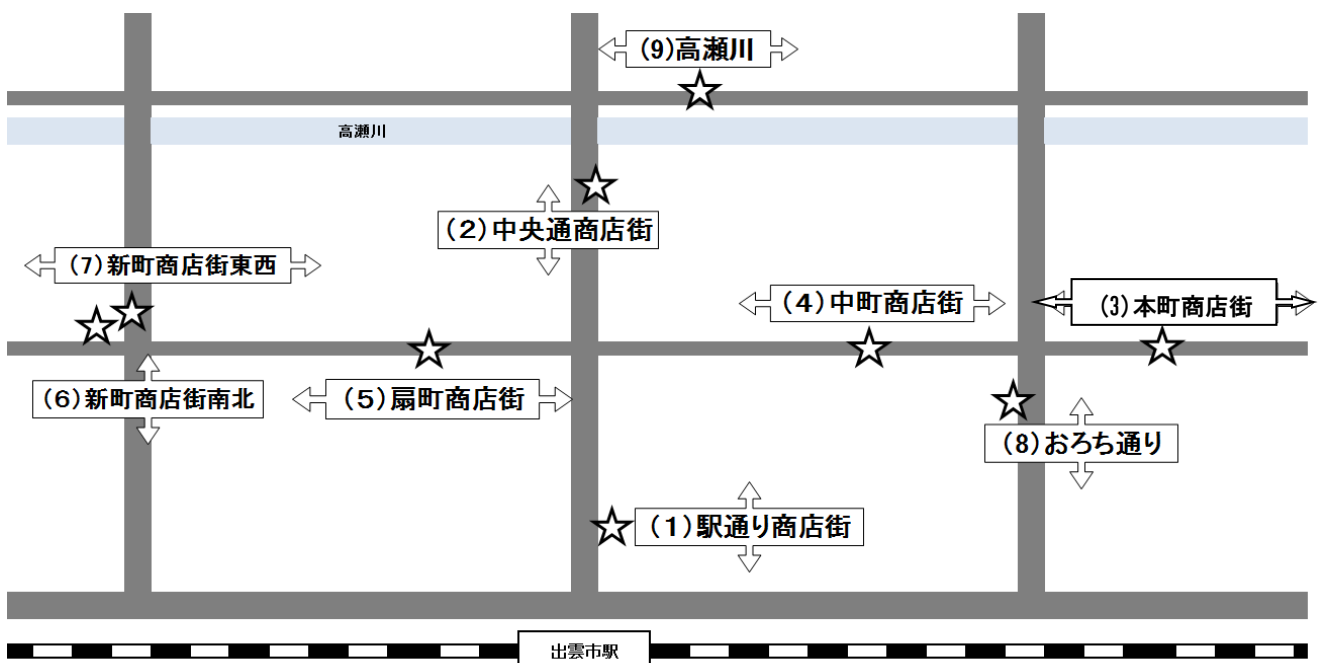 (9)高瀬川
高瀬川
(2)中央通商店街
(7)新町商店街東西
(4)中町商店街
(3)本町商店街
(6)新町商店街南北
(5)扇町商店街
(8)おろち通り
(1)駅通り商店街
出雲市駅